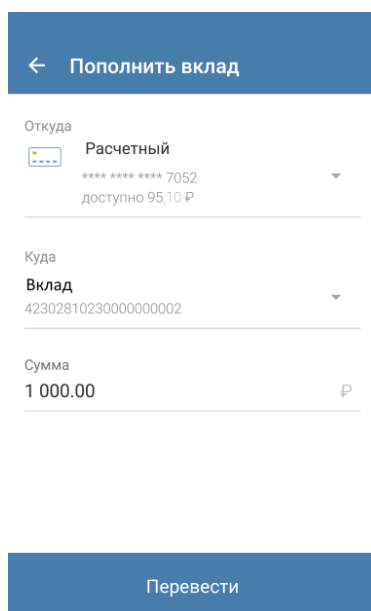 Пополнить вклад
Откуда
Расчетный
**** **** **** 7052
доступно 95,10 ₽
Куда
Вклад
42302810230000000002
Сумма
1 000.00 ₽
Перевести